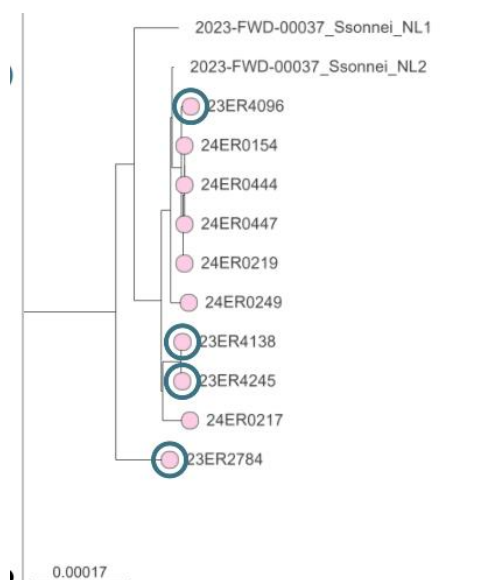 2023-FWD-00037_Ssonnei_NL1
2023-FWD-00037_Ssonnei_NL2
23ER4096
24ER0154
24ER0444
24ER0447
24ER0219
24ER0249
23ER4138
23ER4245
24ER0217
23ER2784
0.00017